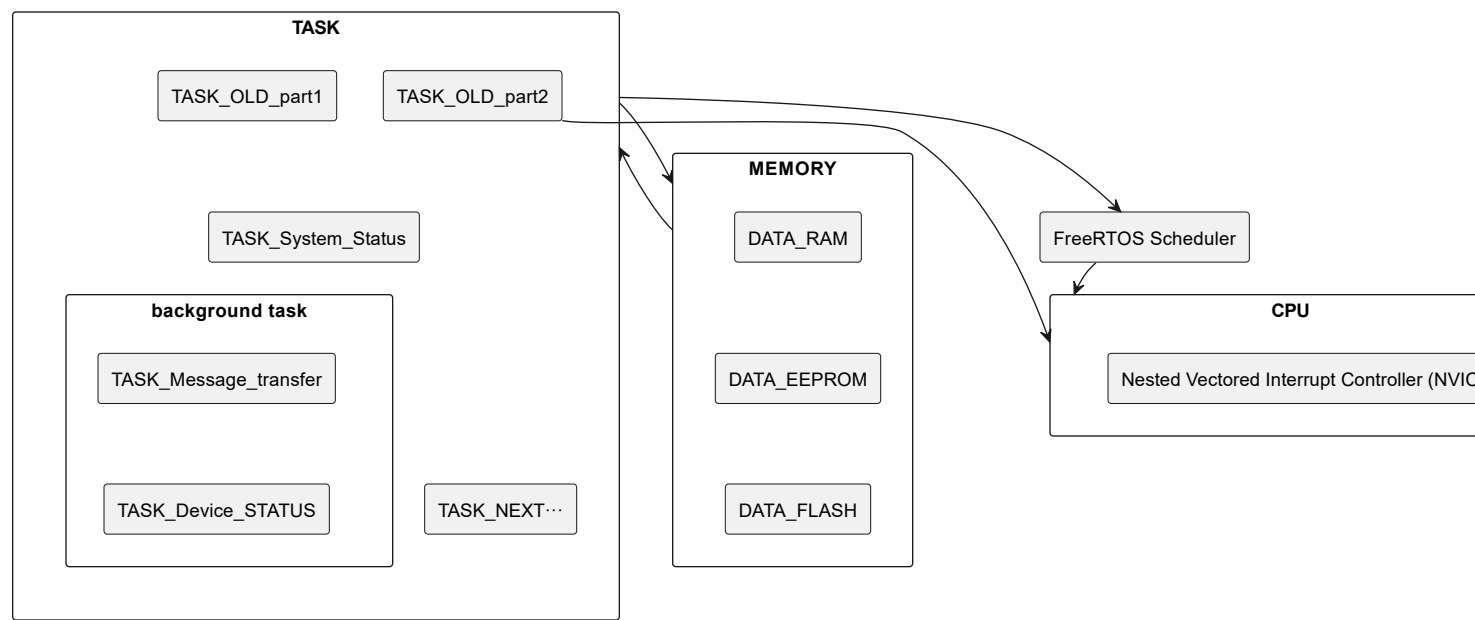 TASK
TASK_OLD_part1
TASK_OLD_part2
MEMORY
TASK_System_Status
DATA_RAM
FreeRTOS Scheduler
background task
CPU
TASK_Message_transfer
DATA_EEPROM
Nested Vectored Interrupt Controller (NVIC
TASK_Device_STATUS
TASK_NEXT⋯
DATA_FLASH